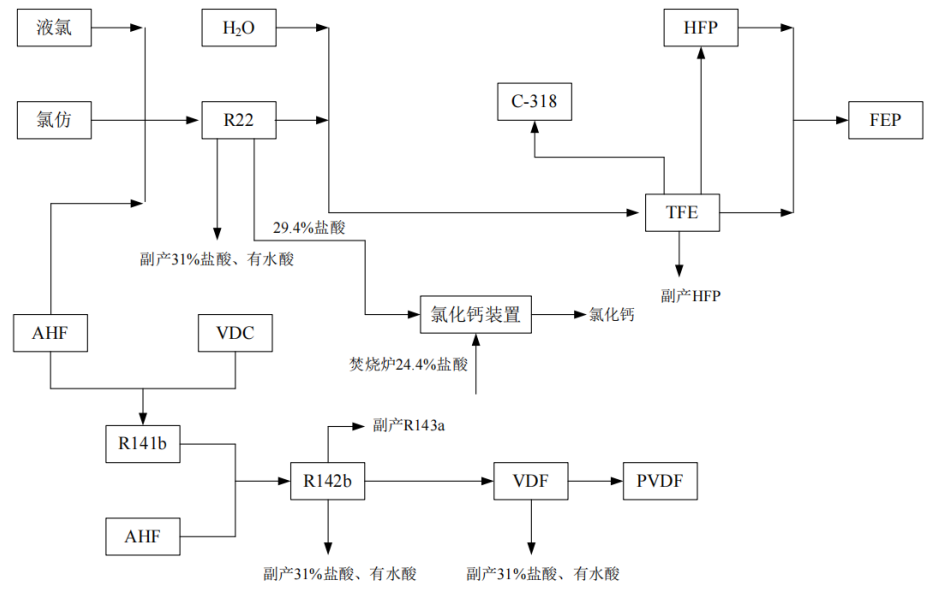 液氯
H₂O
HFP
C-318
氯仿
R22
FEP
TFE
29.4%盐酸
副产31%盐酸、有水酸
副产HFP
氯化钙装置
氯化钙
AHF
VDC
焚烧炉24.4%盐酸
副产R143a
R141b
R142b
VDF
PVDF
AHF
副产31%盐酸、有水酸
副产31%盐酸、有水酸